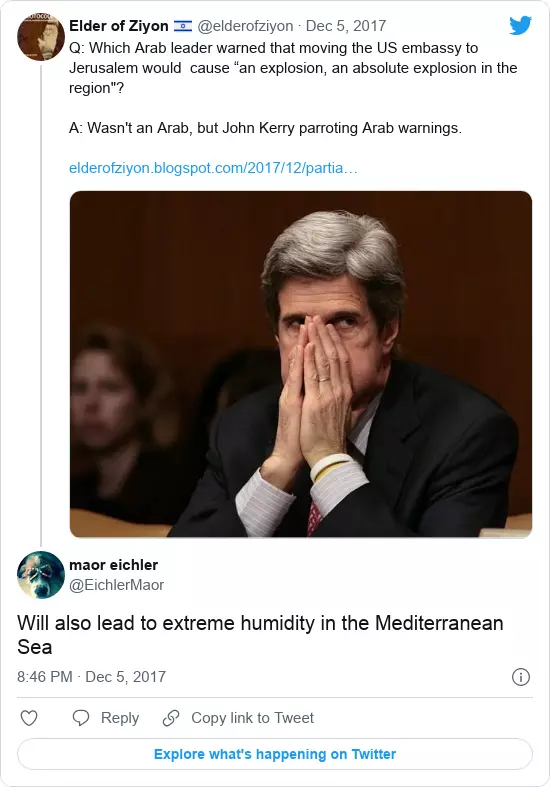 Elder of Ziyon 🇮🇱 @elderofziyon · Dec 5, 2017
Q: Which Arab leader warned that moving the US embassy to
Jerusalem would cause “an explosion, an absolute explosion in the
region"?
A: Wasn't an Arab, but John Kerry parroting Arab warnings.
elderofziyon.blogspot.com/2017/12/partia…
maor eichler
@EichlerMaor
Will also lead to extreme humidity in the Mediterranean
Sea
8:46 PM · Dec 5, 2017
Reply
Copy link to Tweet
Explore what's happening on Twitter